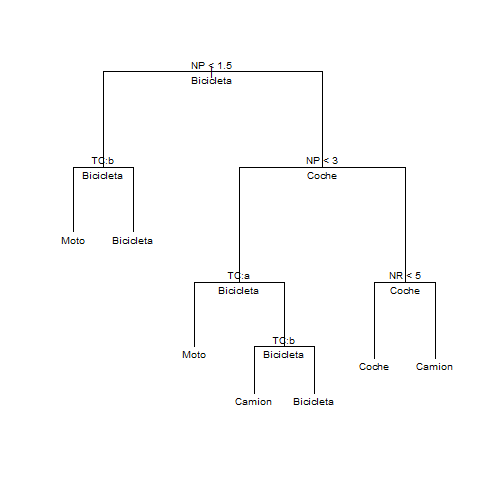 NP < 1.5
Bicicleta
TC:b
Bicicleta
NP < 3
Coche
Moto
Bicicleta
TC:a
Bicicleta
NR < 5
Coche
Moto
TC:b
Bicicleta
Coche
Camion
Camion
Bicicleta